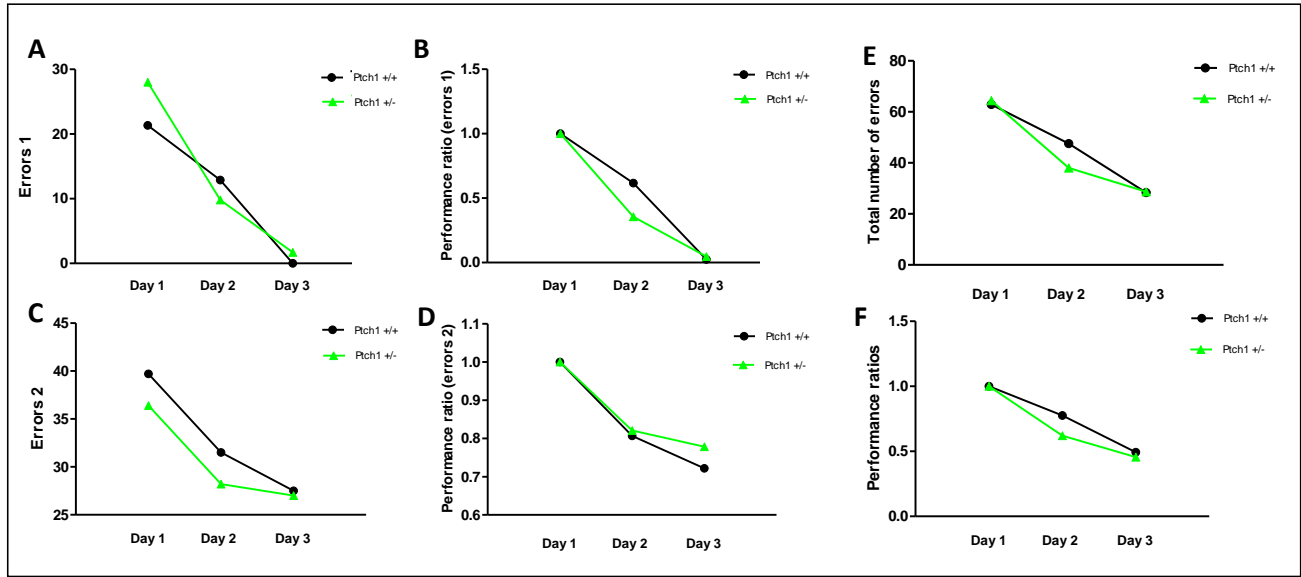 A
Errors 1
30
20
10
0
Day 1 Day 2 Day 3
Ptch1 +/+
Ptch1 +/-
B
Performance ratio (errors 1)
1.5
1.0
0.5
0.0
Day 1 Day 2 Day 3
Ptch1 +/+
Ptch1 +/-
E
Total number of errors
80
60
40
20
0
Day 1 Day 2 Day 3
Ptch1 +/+
Ptch1 +/-
C
Errors 2
45
40
35
30
25
Day 1 Day 2 Day 3
Ptch1 +/+
Ptch1 +/-
D
Performance ratio (errors 2)
1.1
1.0
0.9
0.8
0.7
0.6
Day 1 Day 2 Day 3
Ptch1 +/+
Ptch1 +/-
F
Performance ratios
1.5
1.0
0.5
0.0
Day 1 Day 2 Day 3
Ptch1 +/+
Ptch1 +/-